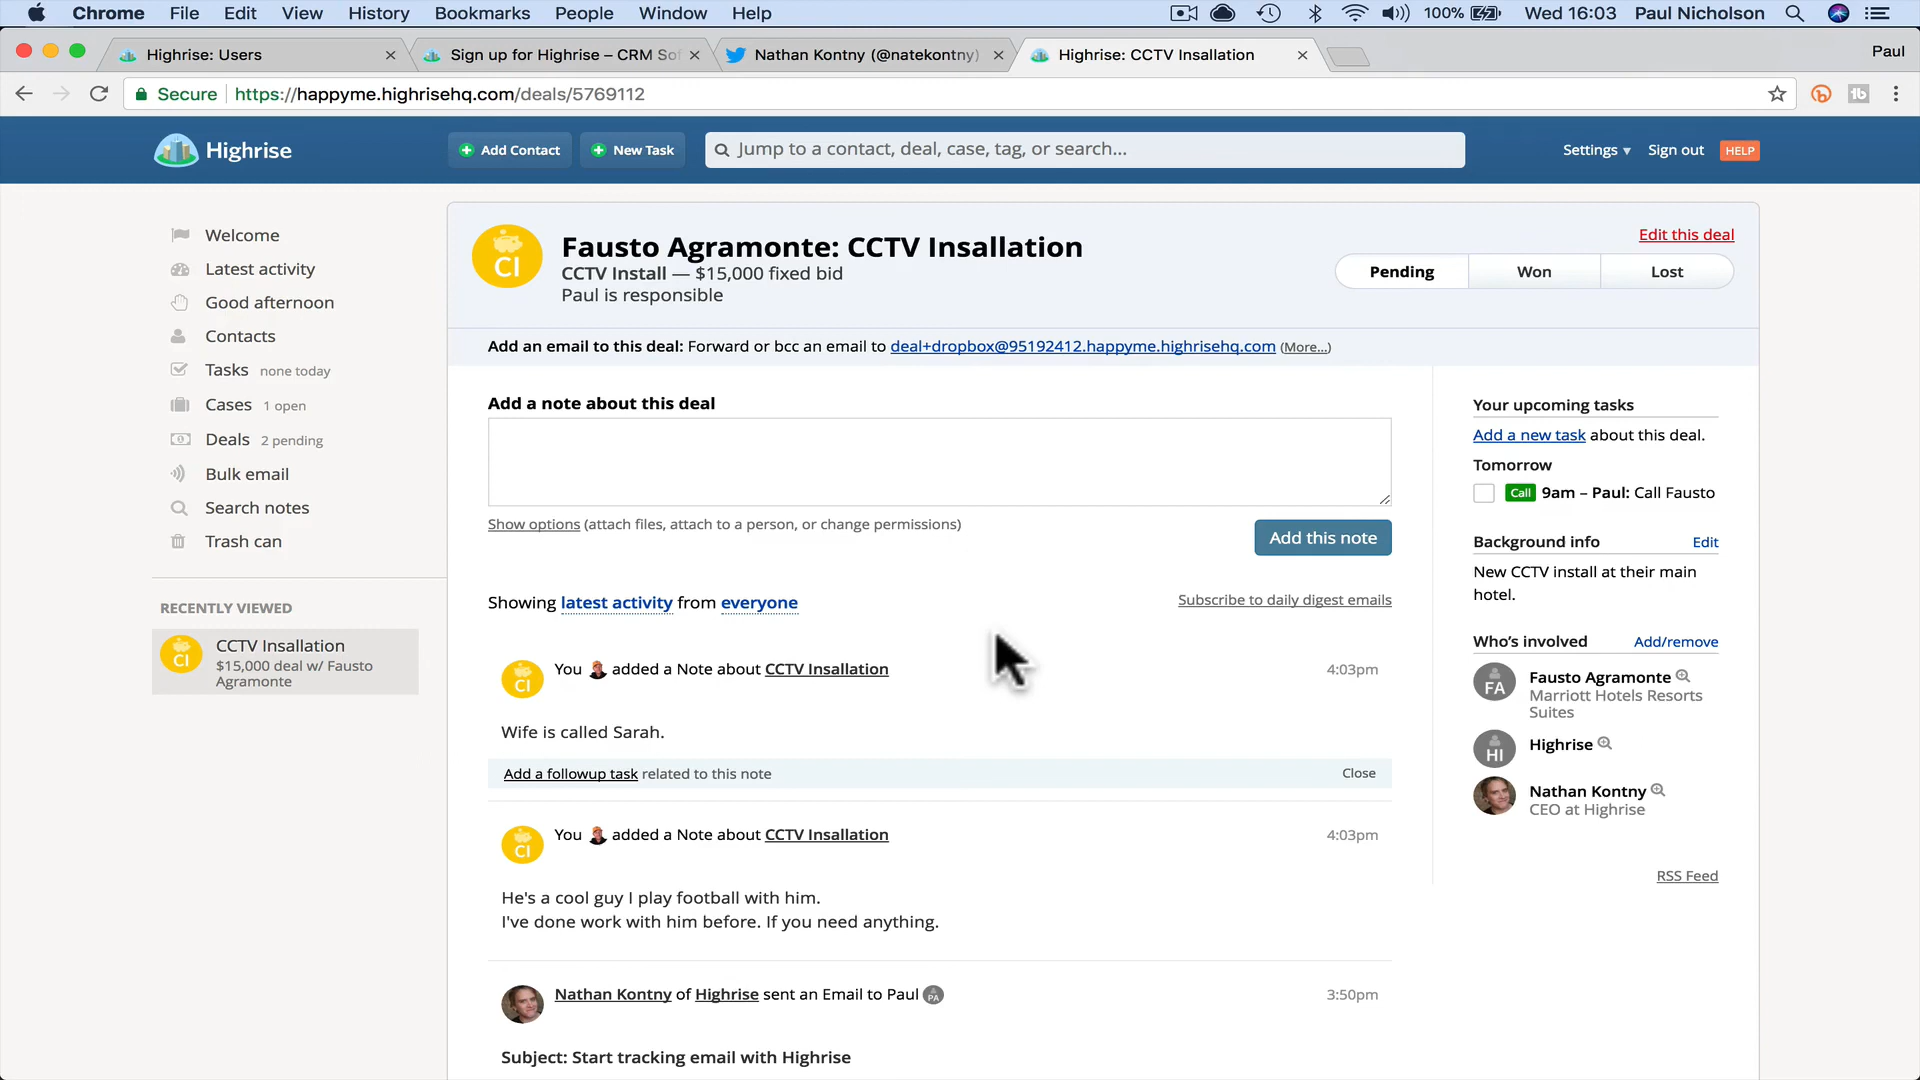 Chrome File Edit View History Bookmarks People Window Help 100% Wed 16:03 Paul Nicholson
Highrise: Users
Sign up for Highrise – CRM Sof
Nathan Kontny (@natekontny)
Highrise: CCTV Insallation
Paul
Secure https://happyme.highrisehq.com/deals/5769112
Highrise
Add Contact
New Task
Jump to a contact, deal, case, tag, or search...
Settings ▾
Sign out
HELP
Welcome
Latest activity
Good afternoon
Contacts
Tasks none today
Cases 1 open
Deals 2 pending
Bulk email
Search notes
Trash can
RECENTLY VIEWED
CI
CCTV Insallation
$15,000 deal w/ Fausto
Agramonte
CI
Fausto Agramonte: CCTV Insallation
CCTV Install — $15,000 fixed bid
Paul is responsible
Edit this deal
Pending Won Lost
Add an email to this deal: Forward or bcc an email to deal+dropbox@95192412.happyme.highrisehq.com (More...)
Add a note about this deal
Show options (attach files, attach to a person, or change permissions)
Add this note
Showing latest activity from everyone
Subscribe to daily digest emails
CI
You added a Note about CCTV Insallation
4:03pm
Wife is called Sarah.
Add a followup task related to this note
Close
CI
You added a Note about CCTV Insallation
4:03pm
He's a cool guy I play football with him.
I've done work with him before. If you need anything.
Nathan Kontny of Highrise sent an Email to Paul PA
3:50pm
Subject: Start tracking email with Highrise
Your upcoming tasks
Add a new task about this deal.
Tomorrow
Call 9am – Paul: Call Fausto
Background info Edit
New CCTV install at their main
hotel.
Who's involved Add/remove
FA
Fausto Agramonte
Marriott Hotels Resorts
Suites
HI
Highrise
Nathan Kontny
CEO at Highrise
RSS Feed